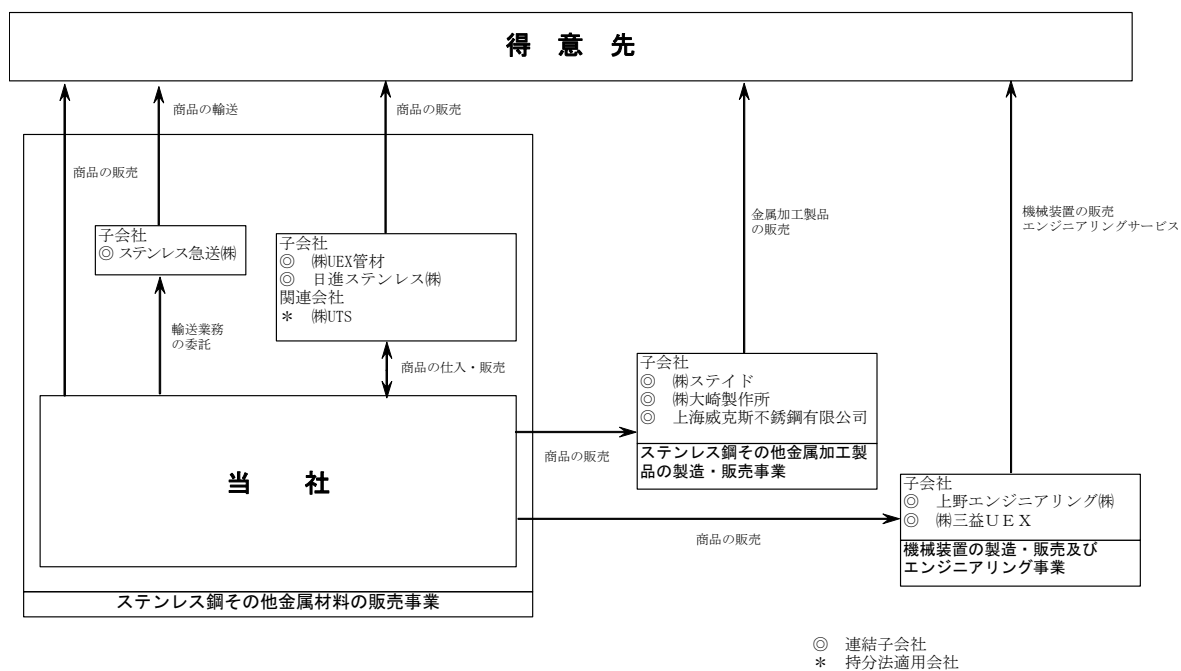 得 意 先
商品の輸送
商品の販売
商品の販売
金属加工製品
の販売
機械装置の販売
エンジニアリングサービス
子会社
◎ ステンレス急送㈱
子会社
◎ ㈱UEX管材
◎ 日進ステンレス㈱
関連会社
＊ ㈱UTS
輸送業務
の委託
商品の仕入・販売
子会社
◎ ㈱ステイド
◎ ㈱大崎製作所
◎ 上海威克斯不銹鋼有限公司
ステンレス鋼その他金属加工製
品の製造・販売事業
当 社
商品の販売
子会社
◎ 上野エンジニアリング㈱
◎ ㈱三益ＵＥＸ
機械装置の製造・販売及び
エンジニアリング事業
商品の販売
ステンレス鋼その他金属材料の販売事業
◎ 連結子会社
＊ 持分法適用会社